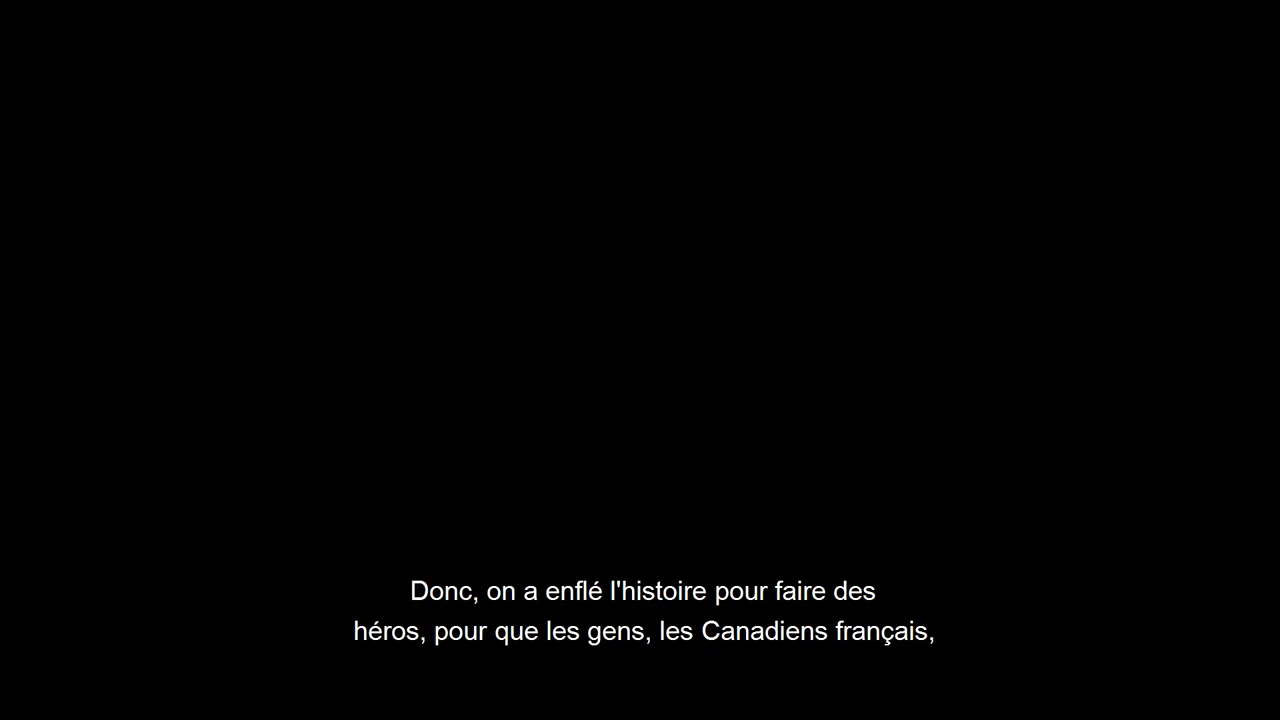 Donc, on a enflé l'histoire pour faire des
héros, pour que les gens, les Canadiens français,